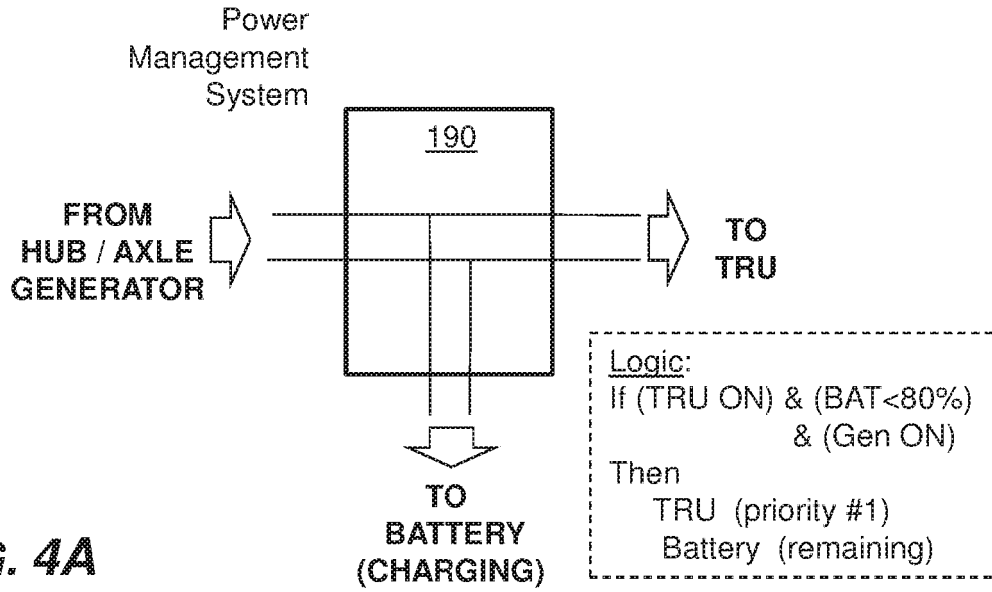 Power
Management
System
190
FROM
HUB / AXLE
GENERATOR
TO
TRU
TO
BATTERY
(CHARGING)
Logic:
If (TRU ON) & (BAT<80%)
& (Gen ON)
Then
TRU (priority #1)
Battery (remaining)
G. 4A